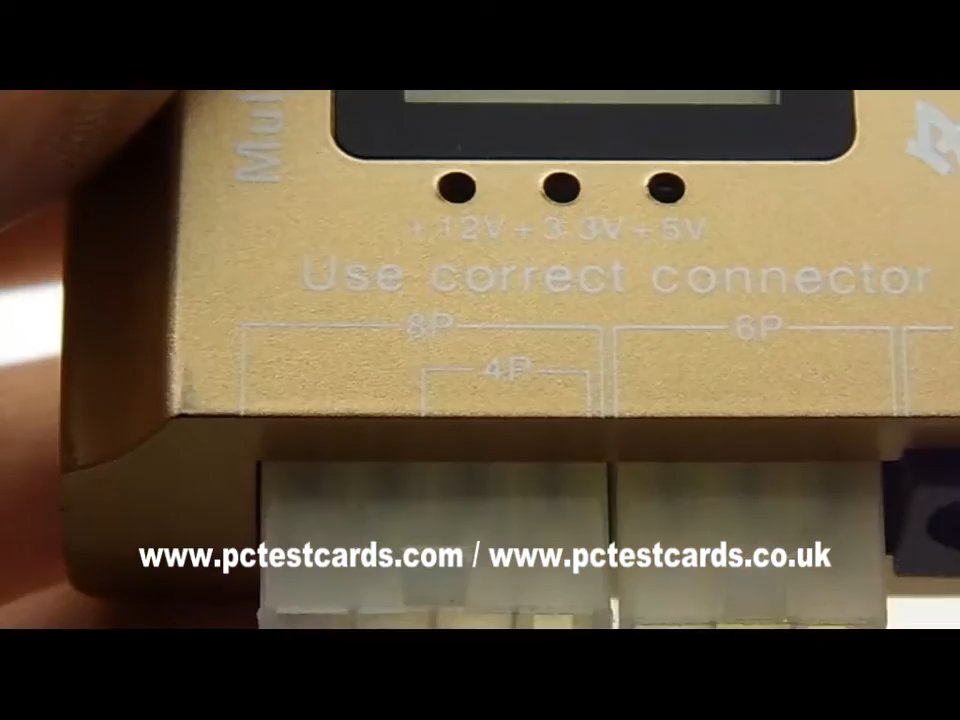 Mul
+12V +3.3V +5V
Use correct connector
8P
6P
4P
www.pctestcards.com / www.pctestcards.co.uk